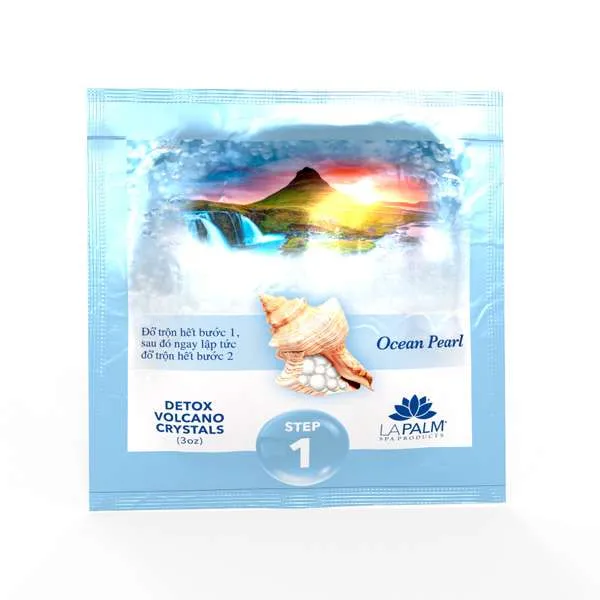 Đổ trộn hết bước 1,
sau đó ngay lập tức
đổ trộn hết bước 2
Ocean Pearl
DETOX
VOLCANO
CRYSTALS
(3oz)
STEP
1
LA PALM®
SPA PRODUCTS